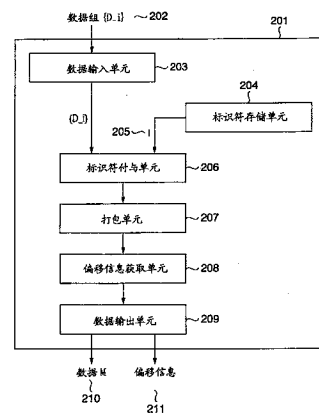 数据组 {D_i}
202
201
数据输入单元
203
204
{D_i}
205
I
标识符存储单元
标识符付与单元
206
打包单元
207
偏移信息获取单元
208
数据输出单元
209
数据 M
偏移信息
210
211